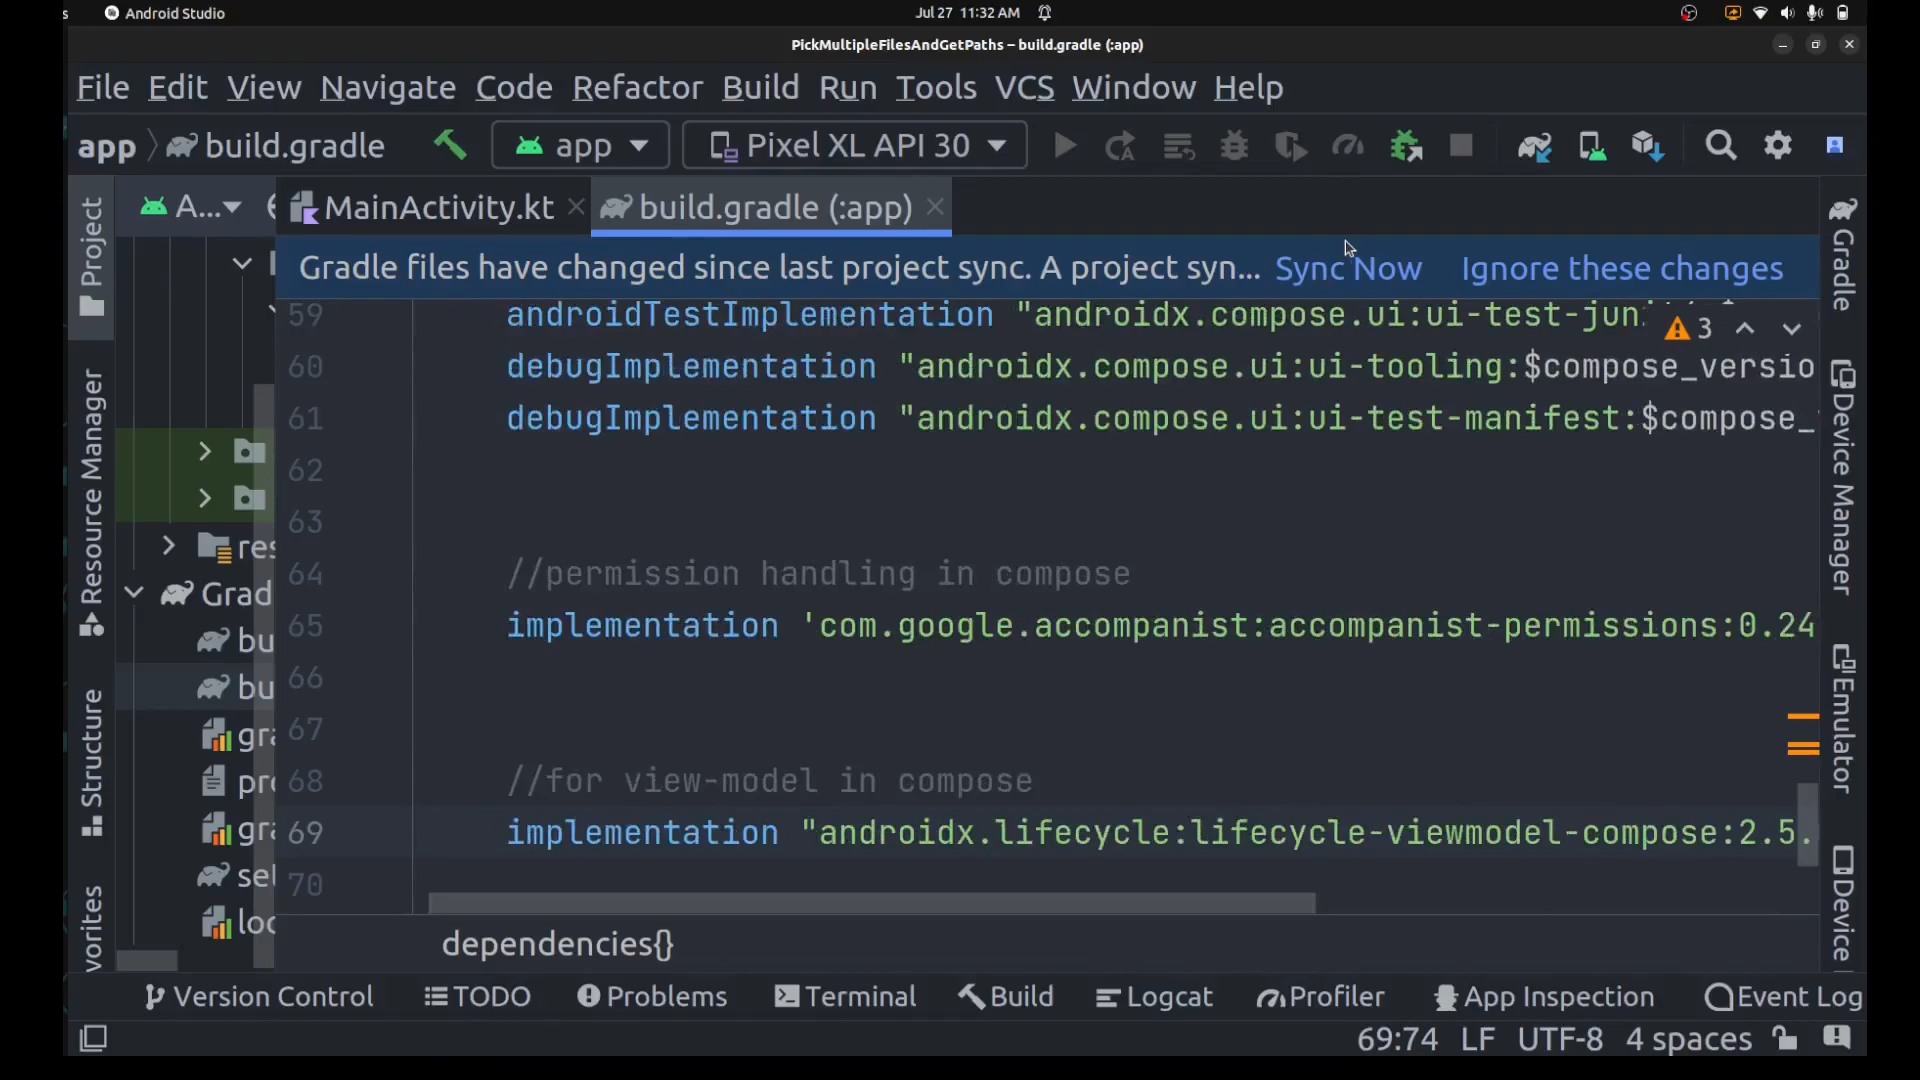 Android Studio
Jul 27 11:32 AM
PickMultipleFilesAndGetPaths – build.gradle (:app)
File Edit View Navigate Code Refactor Build Run Tools VCS Window Help
app build.gradle app Pixel XL API 30
Project
Resource Manager
Structure
vorites
A...
MainActivity.kt build.gradle (:app)
Gradle files have changed since last project sync. A project syn... Sync Now Ignore these changes
3
59 androidTestImplementation "androidx.compose.ui:ui-test-jun
60 debugImplementation "androidx.compose.ui:ui-tooling:$compose_versio
61 debugImplementation "androidx.compose.ui:ui-test-manifest:$compose_
62
63
64 //permission handling in compose
65 implementation 'com.google.accompanist:accompanist-permissions:0.24
66
67
68 //for view-model in compose
69 implementation "androidx.lifecycle:lifecycle-viewmodel-compose:2.5.
70
res
Grad
bu
bu
gra
pro
gra
set
loc
dependencies{}
Gradle
Device Manager
Emulator
Device
Version Control TODO Problems Terminal Build Logcat Profiler App Inspection Event Log
69:74 LF UTF-8 4 spaces